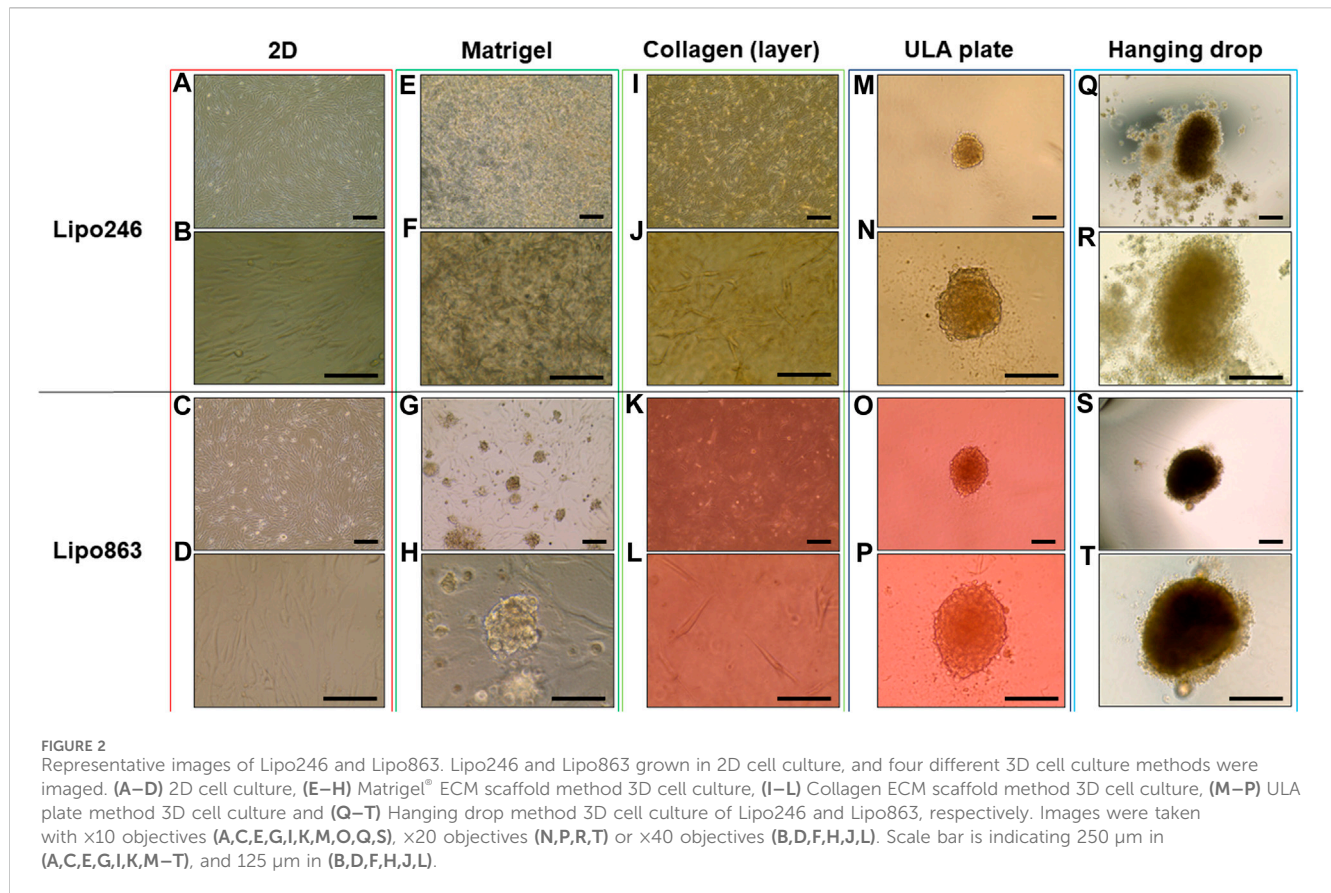 2D Matrigel Collagen (layer) ULA plate Hanging drop
A E I M Q
Lipo246
B F J N R
C G K O S
Lipo863
D H L P T
FIGURE 2
Representative images of Lipo246 and Lipo863. Lipo246 and Lipo863 grown in 2D cell culture, and four different 3D cell culture methods were
imaged. (A–D) 2D cell culture, (E–H) Matrigel® ECM scaffold method 3D cell culture, (I–L) Collagen ECM scaffold method 3D cell culture, (M–P) ULA
plate method 3D cell culture and (Q–T) Hanging drop method 3D cell culture of Lipo246 and Lipo863, respectively. Images were taken
with ×10 objectives (A,C,E,G,I,K,M,O,Q,S), ×20 objectives (N,P,R,T) or ×40 objectives (B,D,F,H,J,L). Scale bar is indicating 250 µm in
(A,C,E,G,I,K,M–T), and 125 µm in (B,D,F,H,J,L).